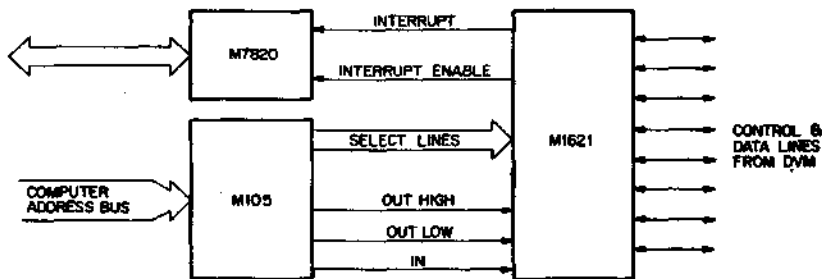 INTERRUPT
M7820
INTERRUPT ENABLE
SELECT LINES
M1621
CONTROL &
DATA LINES
FROM DVM
COMPUTER
ADDRESS BUS
M105
OUT HIGH
OUT LOW
IN